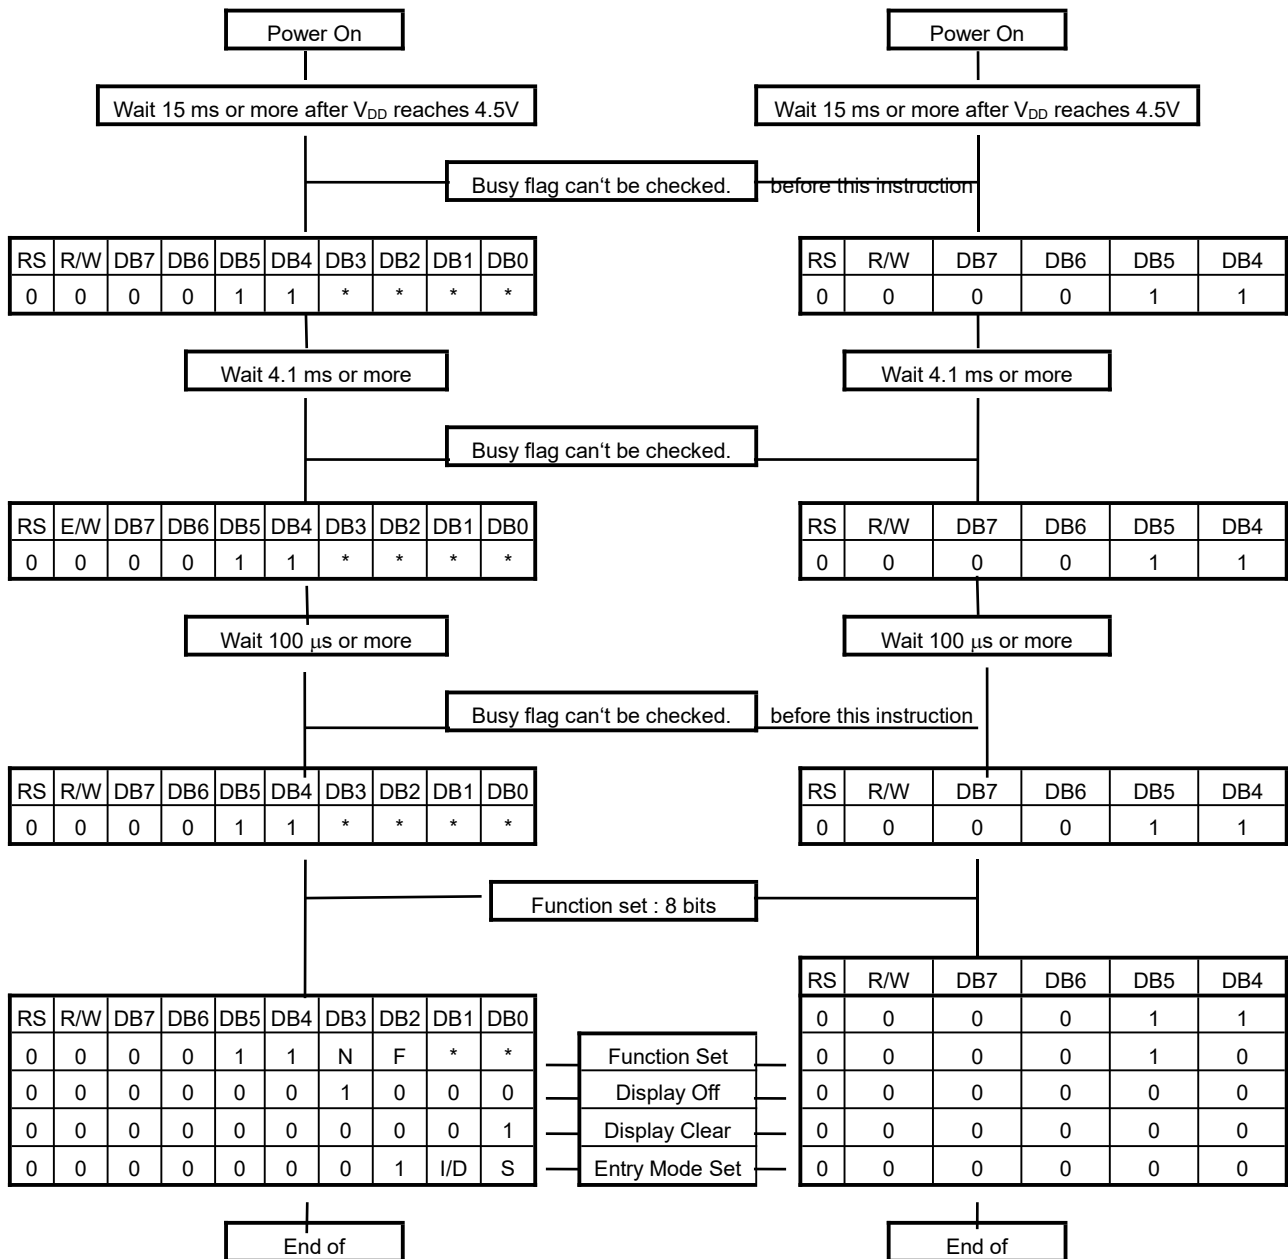 Power On Power On
Wait 15 ms or more after VDD reaches 4.5V Wait 15 ms or more after VDD reaches 4.5V
Busy flag can‘t be checked. before this instruction
RS R/W DB7 DB6 DB5 DB4 DB3 DB2 DB1 DB0 RS R/W DB7 DB6 DB5 DB4
0 0 0 0 1 1 * * * * 0 0 0 0 1 1
Wait 4.1 ms or more Wait 4.1 ms or more
Busy flag can‘t be checked.
RS E/W DB7 DB6 DB5 DB4 DB3 DB2 DB1 DB0 RS R/W DB7 DB6 DB5 DB4
0 0 0 0 1 1 * * * * 0 0 0 0 1 1
Wait 100 μs or more Wait 100 μs or more
Busy flag can‘t be checked. before this instruction
RS R/W DB7 DB6 DB5 DB4 DB3 DB2 DB1 DB0 RS R/W DB7 DB6 DB5 DB4
0 0 0 0 1 1 * * * * 0 0 0 0 1 1
Function set : 8 bits
RS R/W DB7 DB6 DB5 DB4
RS R/W DB7 DB6 DB5 DB4 DB3 DB2 DB1 DB0 0 0 0 0 1 1
0 0 0 0 1 1 N F * * Function Set 0 0 0 0 1 0
0 0 0 0 0 0 1 0 0 0 Display Off 0 0 0 0 0 0
0 0 0 0 0 0 0 0 0 1 Display Clear 0 0 0 0 0 0
0 0 0 0 0 0 0 1 I/D S Entry Mode Set 0 0 0 0 0 0
End of End of